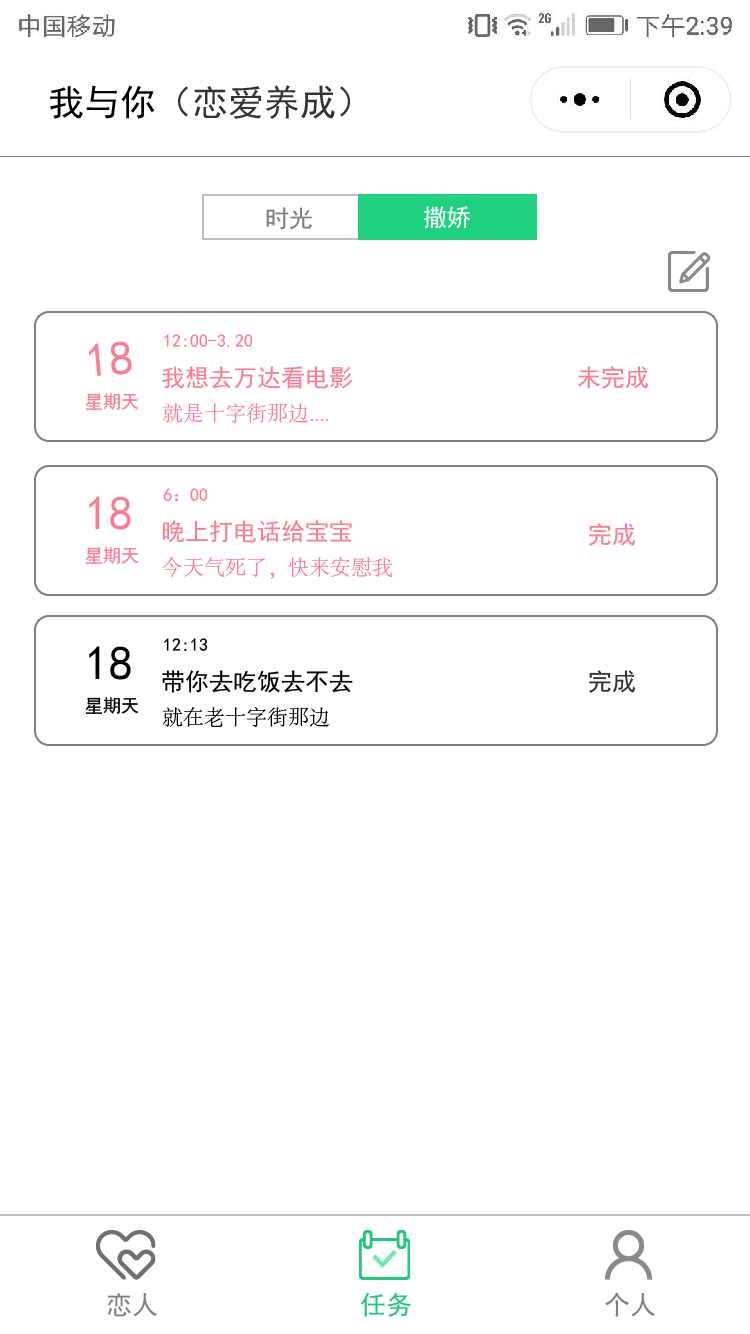 中国移动 2G 下午2:39
我与你（恋爱养成）
时光 撒娇
12:00-3.20
18 我想去万达看电影 未完成
星期天 就是十字街那边....
6：00
18 晚上打电话给宝宝 完成
星期天 今天气死了，快来安慰我
12:13
18 带你去吃饭去不去 完成
星期天 就在老十字街那边
恋人 任务 个人